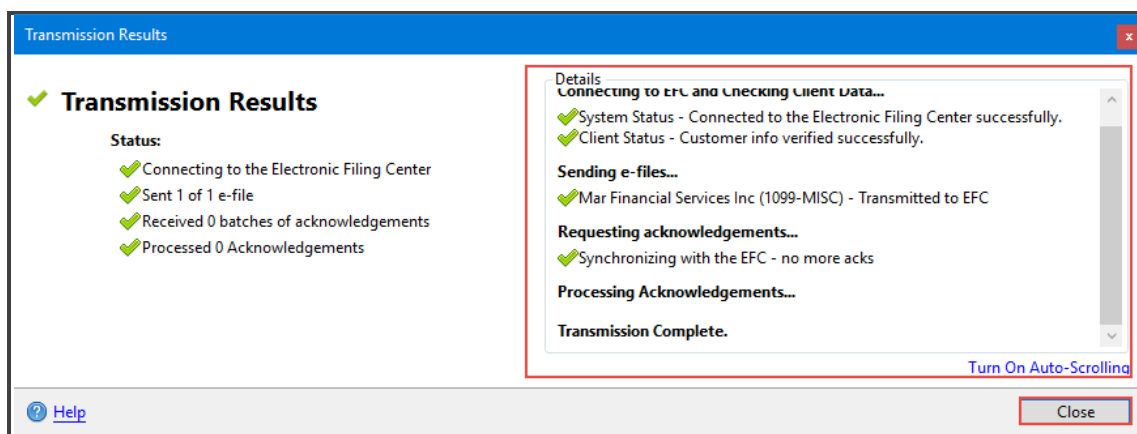 Transmission Results
x
Transmission Results
Status:
Connecting to the Electronic Filing Center
Sent 1 of 1 e-file
Received 0 batches of acknowledgements
Processed 0 Acknowledgements
Details
Connecting to EFC and Checking Client Data...
System Status - Connected to the Electronic Filing Center successfully.
Client Status - Customer info verified successfully.
Sending e-files...
Mar Financial Services Inc (1099-MISC) - Transmitted to EFC
Requesting acknowledgements...
Synchronizing with the EFC - no more acks
Processing Acknowledgements...
Transmission Complete.
Turn On Auto-Scrolling
? Help
Close